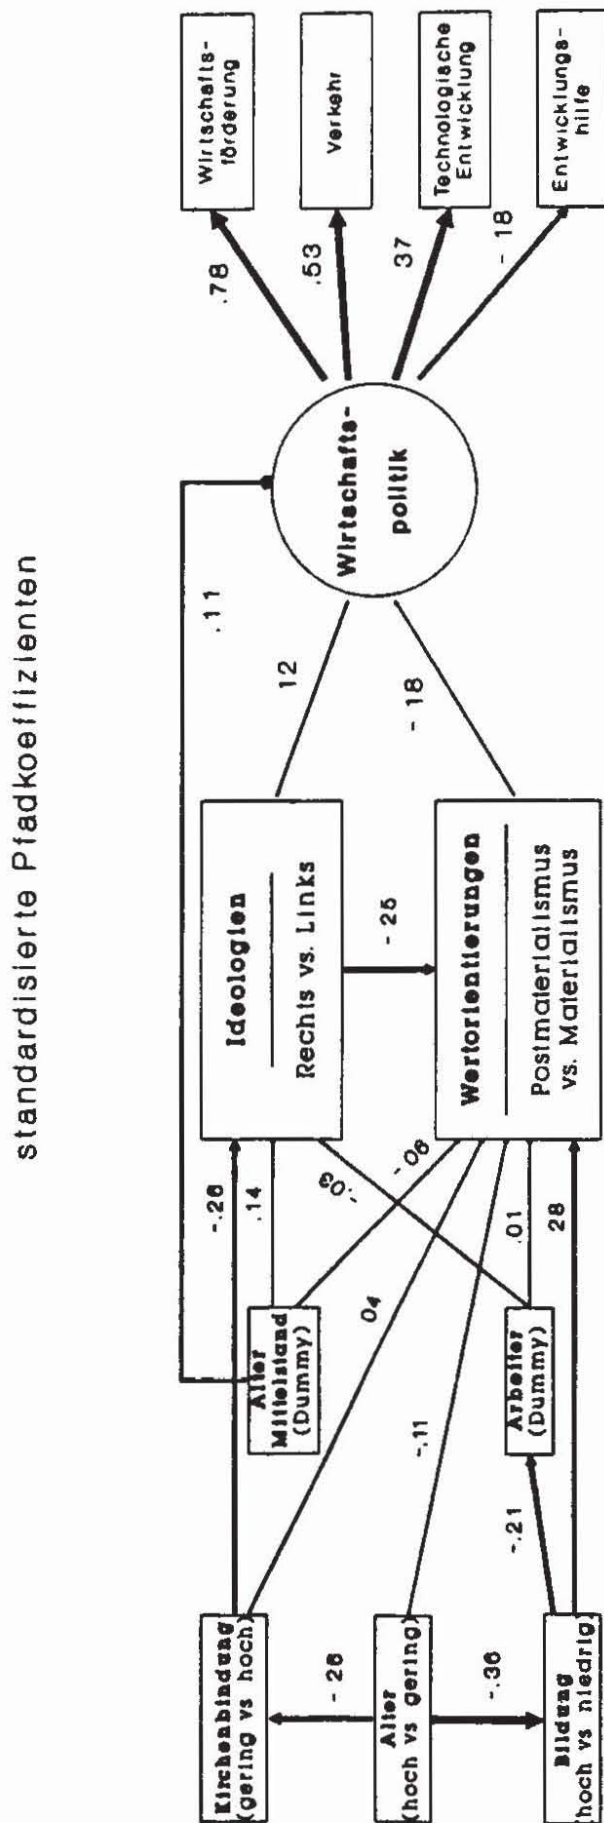 standardisierte Pfadkoeffizienten
Kirchenbindung
(gering vs hoch)
- 26
Alter
(hoch vs gering)
-.36
Bildung
(hoch vs niedrig)
-.26
.14
04
-.11
-.21
28
Alter
Mittelstand
(Dummy)
Arbeiter
(Dummy)
-.03
-.06
.01
Ideologien
Rechts vs. Links
- 25
Wertorientierungen
Postmaterialismus
vs. Materialismus
.11
12
- 18
Wirtschafts-
politik
.78
.53
37
- 18
Wirtschafts-
förderung
Verkehr
Technologische
Entwicklung
Entwicklungs-
hilfe